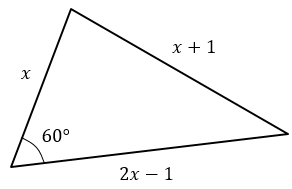 x + 1
x
60°
2x − 1